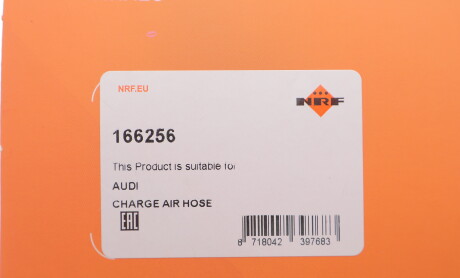 NRF.EU
NRF
166256
This Product is suitable for
AUDI
CHARGE AIR HOSE
EAC
8 718042 397683